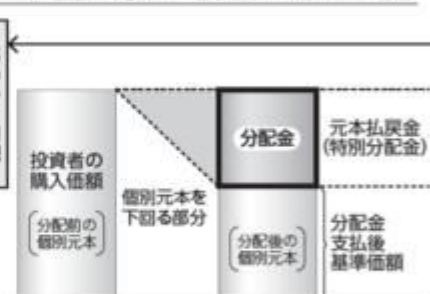 投資者の
購入価額
(分配前の
個別元本)
個別元本を
下回る部分
分配金
(分配後の
個別元本)
元本払戻金
(特別分配金)
分配金
支払後
基準価額